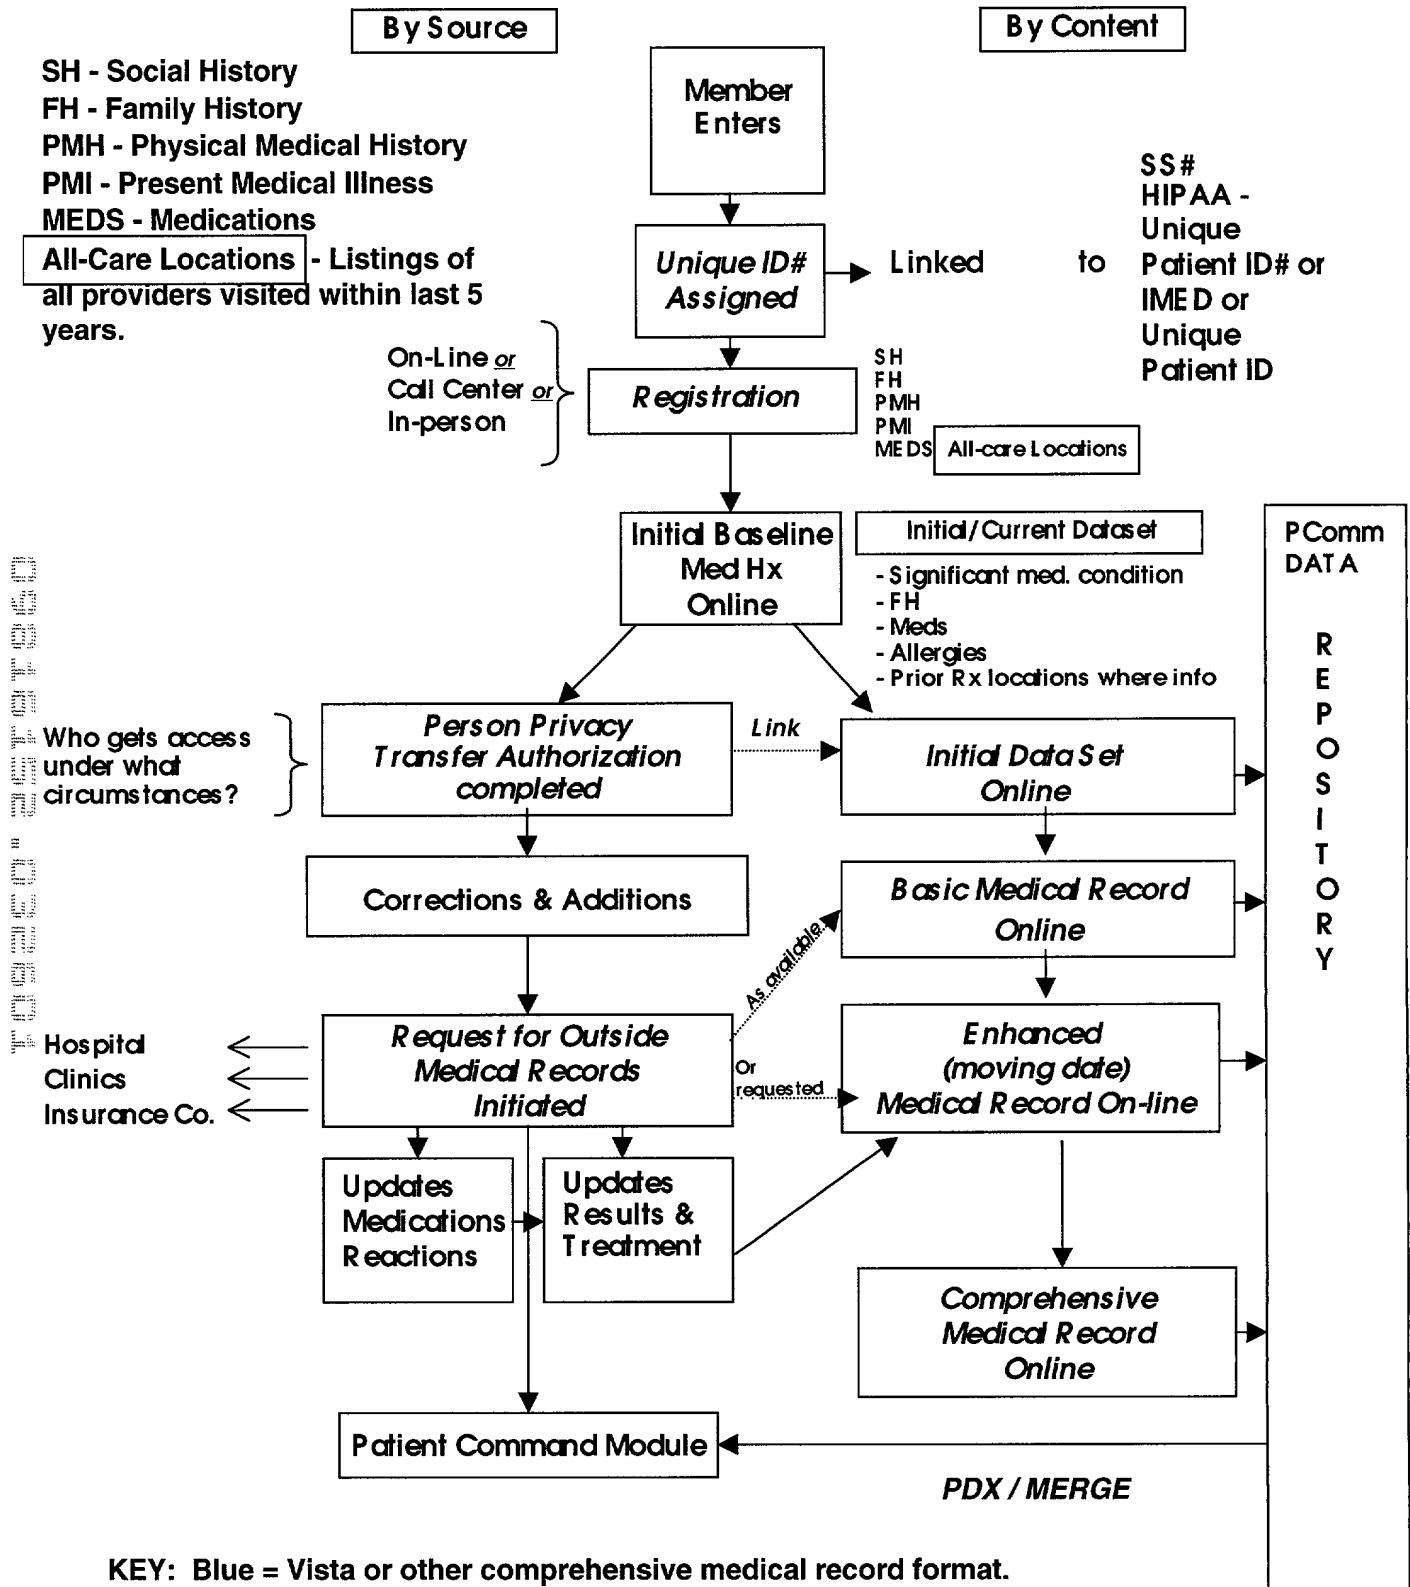 By Source
By Content
SH - Social History
FH - Family History
PMH - Physical Medical History
PMI - Present Medical Illness
MEDS - Medications
All-Care Locations - Listings of
all providers visited within last 5
years.
Member
Enters
Unique ID#
Assigned
Linked to
SS#
HIPAA -
Unique
Patient ID# or
IMED or
Unique
Patient ID
On-Line or
Call Center or
In-person
Registration
SH
FH
PMH
PMI
MEDS All-care Locations
Initial Baseline
Med Hx
Online
Initial/Current Dataset
- Significant med. condition
- FH
- Meds
- Allergies
- Prior Rx locations where info
PComm
DATA
REPOSITORY
Who gets access
under what
circumstances?
Person Privacy
Transfer Authorization
completed
Link
Initial Data Set
Online
Corrections & Additions
Basic Medical Record
Online
As available
Hospital
Clinics
Insurance Co.
Request for Outside
Medical Records
Initiated
Or
requested
Enhanced
(moving date)
Medical Record On-line
Updates
Medications
Reactions
Updates
Results &
Treatment
Comprehensive
Medical Record
Online
Patient Command Module
PDX / MERGE
KEY: Blue = Vista or other comprehensive medical record format.